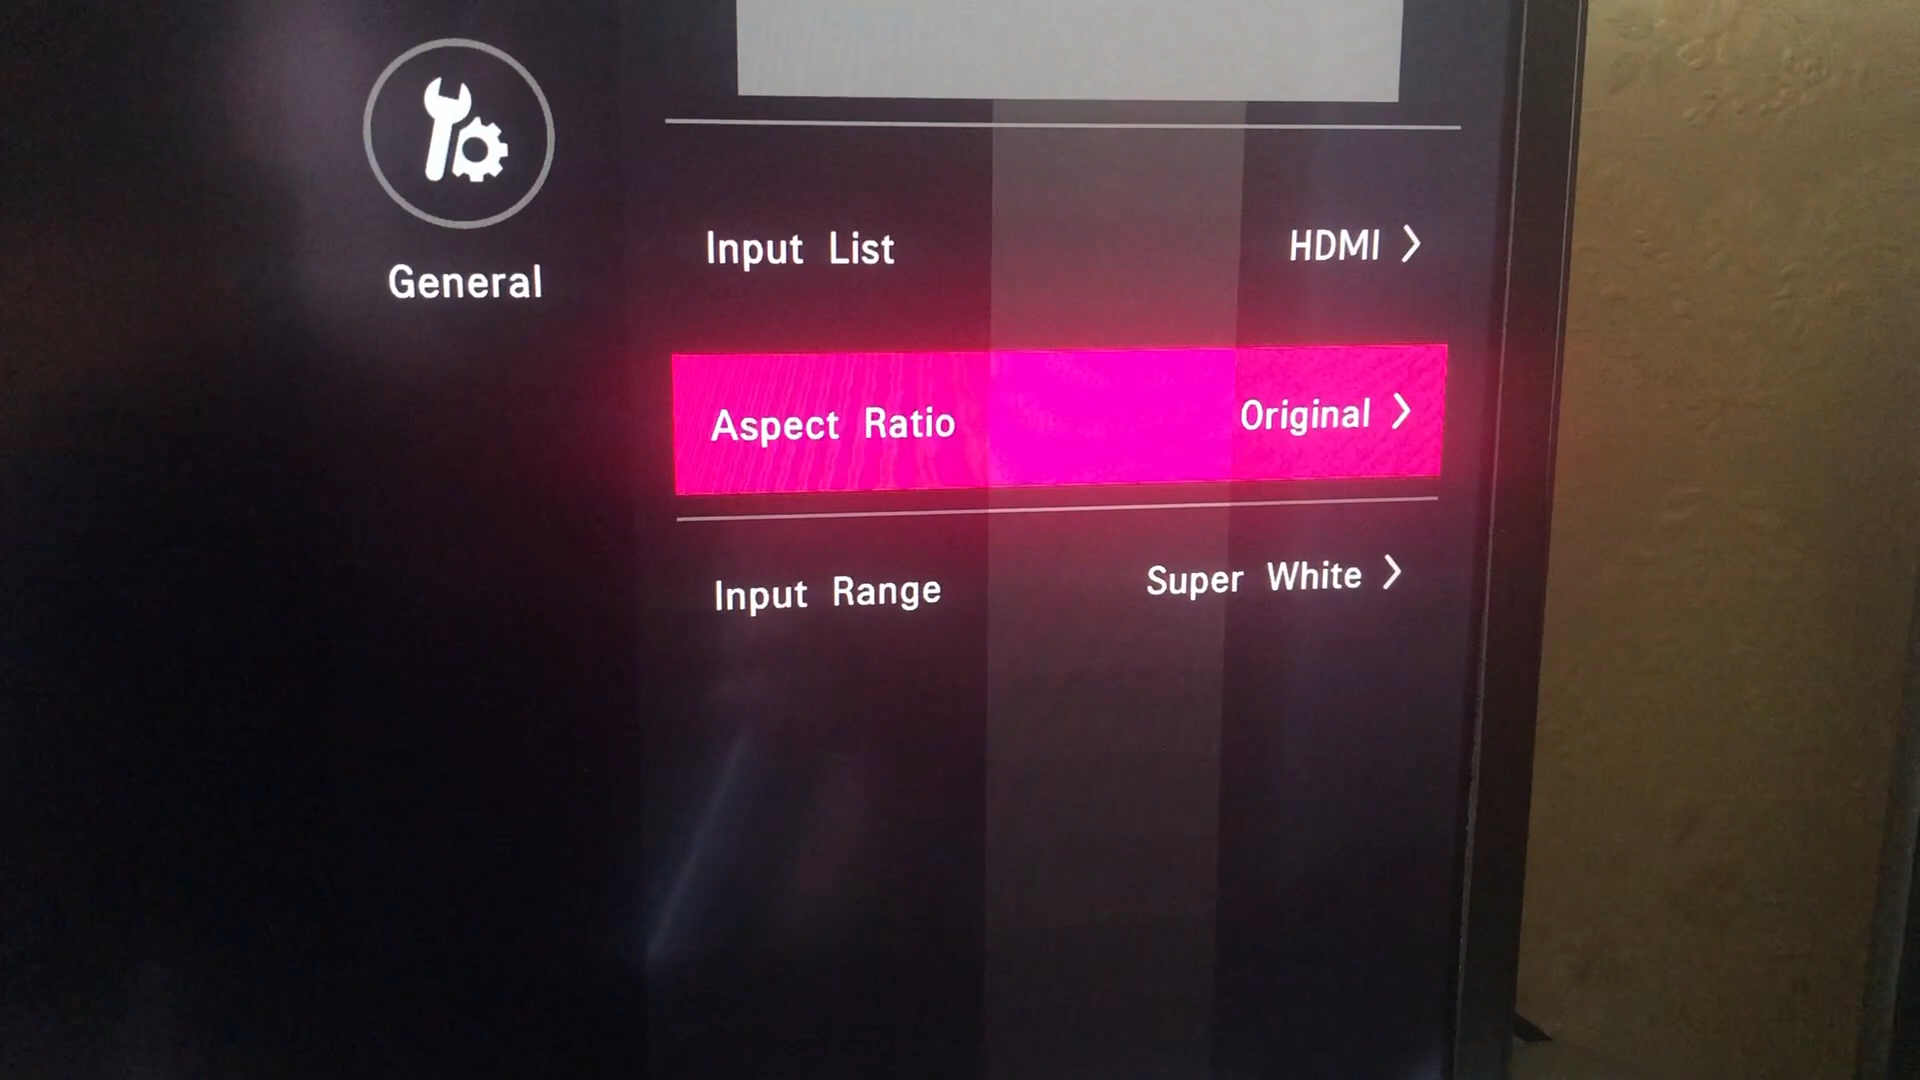 General
Input List HDMI
Aspect Ratio Original
Input Range Super White